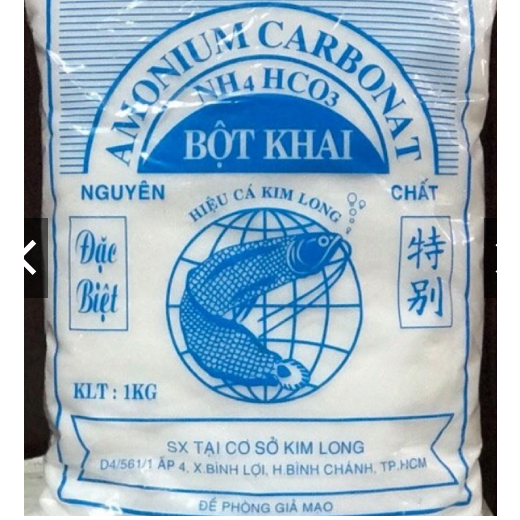 AMONIUM CARBONAT
NH4 HCO3
BỘT KHAI
NGUYÊN CHẤT
HIỆU CÁ KIM LONG
Đặc
Biệt
特
别
KLT : 1KG
SX TẠI CƠ SỞ KIM LONG
D4/561/1 ẤP 4, X.BÌNH LỢI, H.BÌNH CHÁNH, TP.HCM
ĐỀ PHÒNG GIẢ MẠO